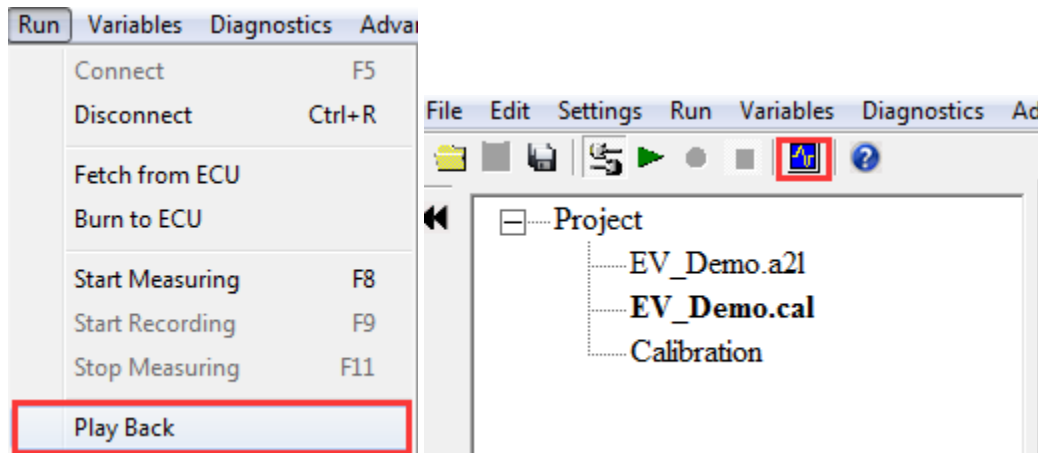 Run Variables Diagnostics Adva
Connect F5
Disconnect Ctrl+R
Fetch from ECU
Burn to ECU
Start Measuring F8
Start Recording F9
Stop Measuring F11
Play Back
File Edit Settings Run Variables Diagnostics Ad
Project
EV_Demo.a2l
EV_Demo.cal
Calibration